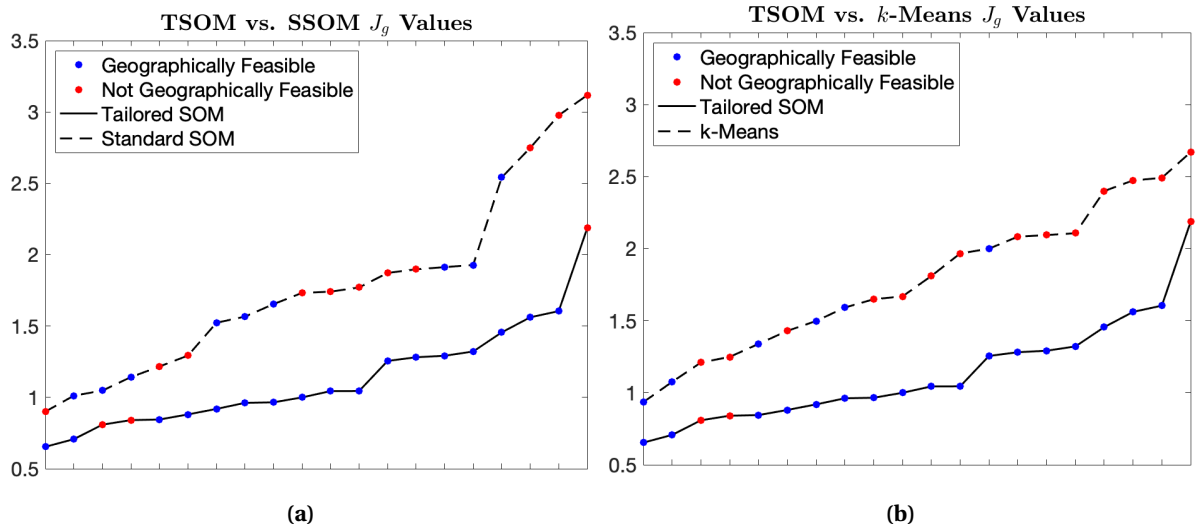 TSOM vs. SSOM J_g Values
3.5
3
2.5
2
1.5
1
0.5
Geographically Feasible
Not Geographically Feasible
Tailored SOM
Standard SOM
(a)
TSOM vs. k-Means J_g Values
3.5
3
2.5
2
1.5
1
0.5
Geographically Feasible
Not Geographically Feasible
Tailored SOM
k-Means
(b)